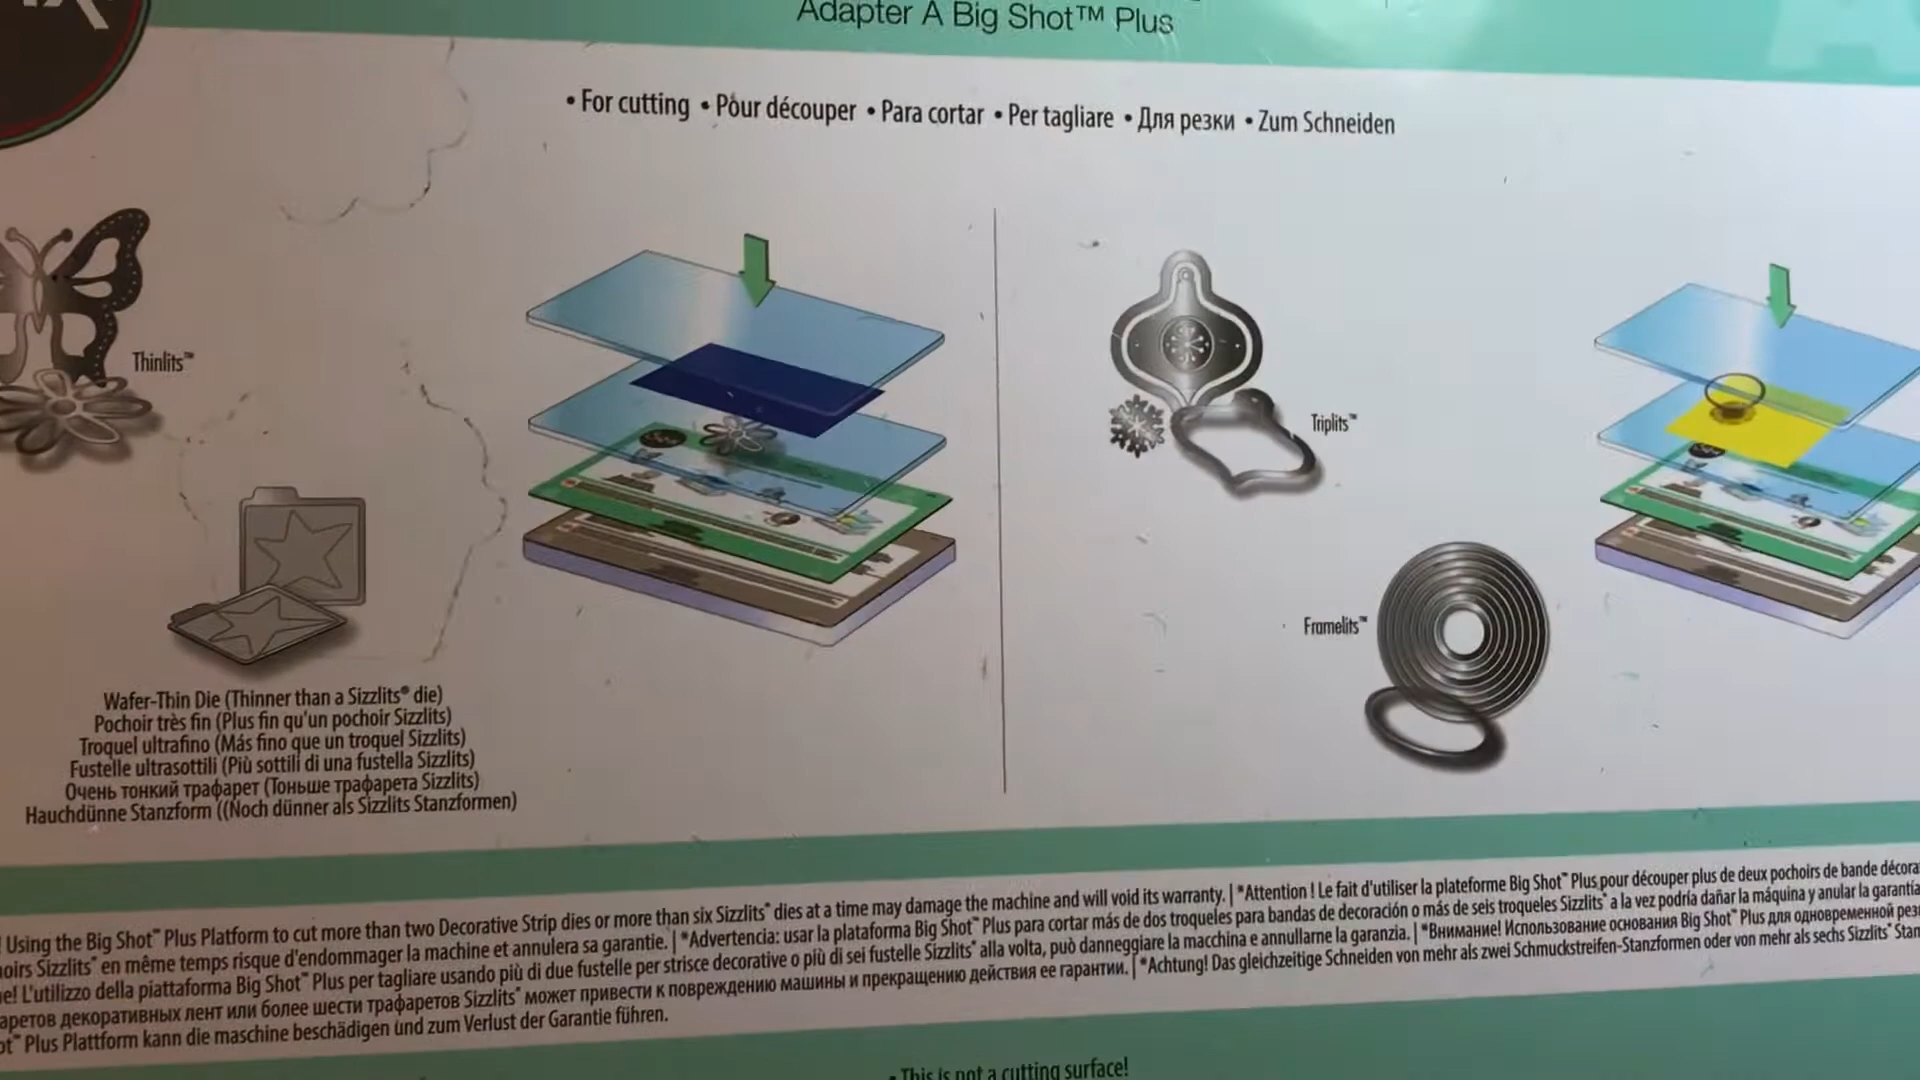 Adapter A Big Shot™ Plus
• For cutting • Pour découper • Para cortar • Per tagliare • Для резки • Zum Schneiden
Thinlits™
Triplits™
Framelits™
Wafer-Thin Die (Thinner than a Sizzlits® die)
Pochoir très fin (Plus fin qu'un pochoir Sizzlits)
Troquel ultrafino (Más fino que un troquel Sizzlits)
Fustelle ultrasottili (Più sottili di una fustella Sizzlits)
Очень тонкий трафарет (Тоньше трафарета Sizzlits)
Hauchdünne Stanzform ((Noch dünner als Sizzlits Stanzformen)
! Using the Big Shot™ Plus Platform to cut more than two Decorative Strip dies or more than six Sizzlits® dies at a time may damage the machine and will void its warranty. | *Attention ! Le fait d'utiliser la plateforme Big Shot™ Plus pour découper plus de deux pochoirs de bande décora
oirs Sizzlits® en même temps risque d'endommager la machine et annulera sa garantie. | *Advertencia: usar la plataforma Big Shot™ Plus para cortar más de dos troqueles para bandas de decoración o más de seis troqueles Sizzlits® a la vez podría dañar la máquina y anular la garantía
ne! L'utilizzo della piattaforma Big Shot™ Plus per tagliare usando più di due fustelle per strisce decorative o più di sei fustelle Sizzlits® alla volta, può danneggiare la macchina e annullarne la garanzia. | *Внимание! Использование основания Big Shot™ Plus для одновременной рез
аретов декоративных лент или более шести трафаретов Sizzlits® может привести к повреждению машины и прекращению действия ее гарантии. | *Achtung! Das gleichzeitige Schneiden von mehr als zwei Schmuckstreifen-Stanzformen oder von mehr als sechs Sizzlits® Stan
ot™ Plus Plattform kann die maschine beschädigen und zum Verlust der Garantie führen.
• This is not a cutting surface!